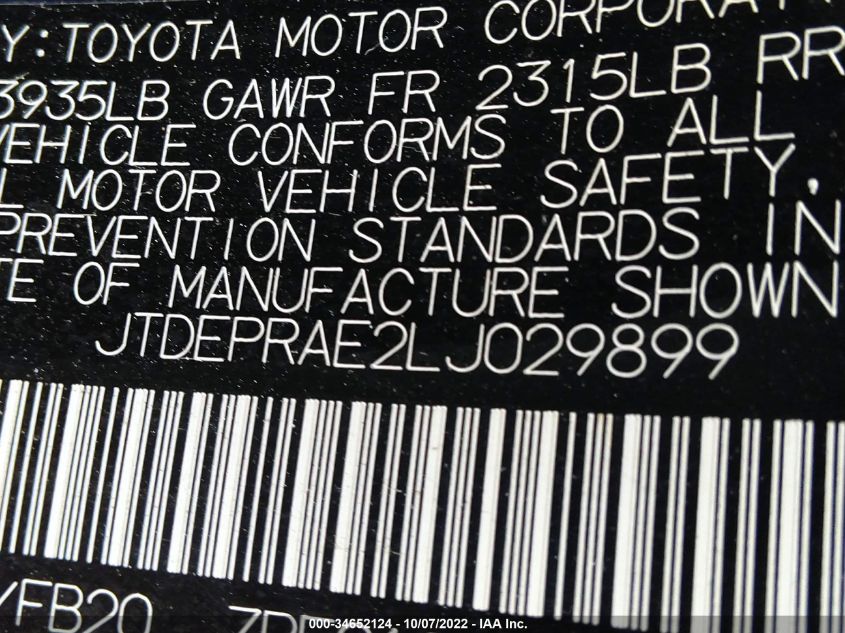 Y:TOYOTA MOTOR CORPORAT
3935LB GAWR FR 2315LB RR
VEHICLE CONFORMS TO ALL
L MOTOR VEHICLE SAFETY,
PREVENTION STANDARDS IN
TE OF MANUFACTURE SHOWN
JTDEPRAE2LJ029899
YFB20
000-34652124 - 10/07/2022 - IAA Inc.